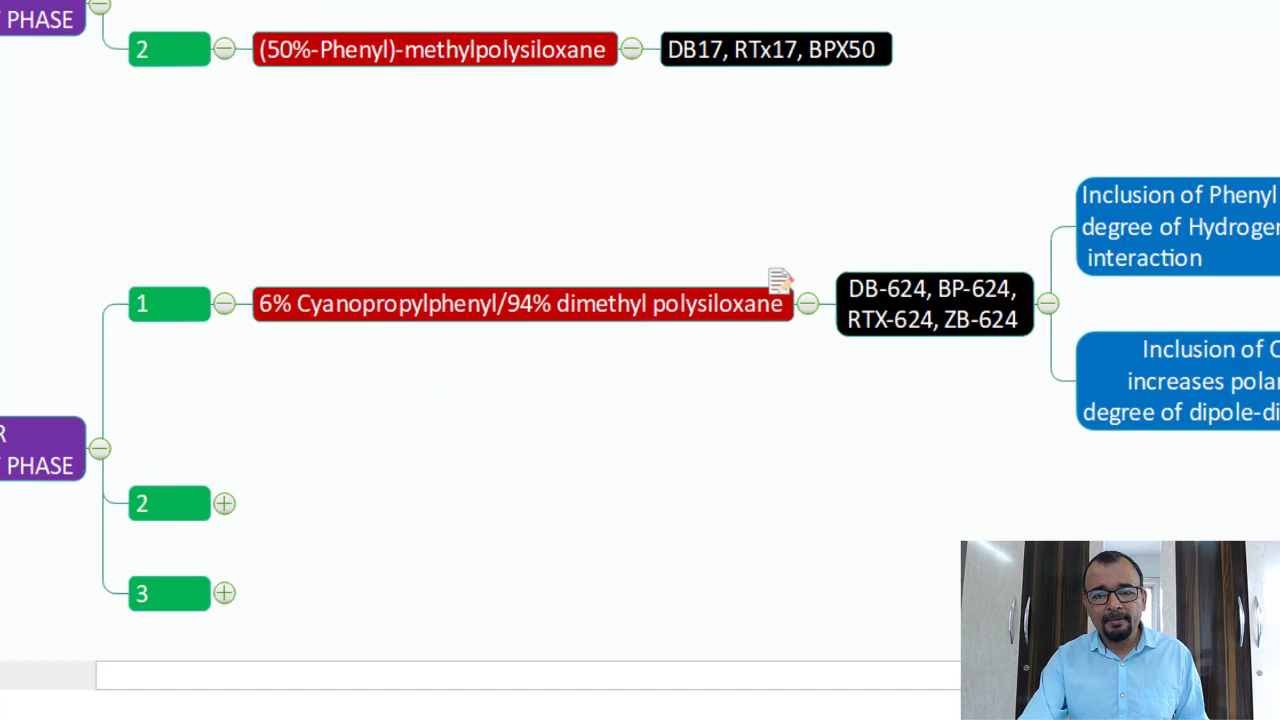 PHASE
2
(50%-Phenyl)-methylpolysiloxane
DB17, RTx17, BPX50
1
6% Cyanopropylphenyl/94% dimethyl polysiloxane
DB-624, BP-624,
RTX-624, ZB-624
Inclusion of Phenyl
degree of Hydrogen
interaction
Inclusion of C
increases pola
degree of dipole-di
R
PHASE
2
3